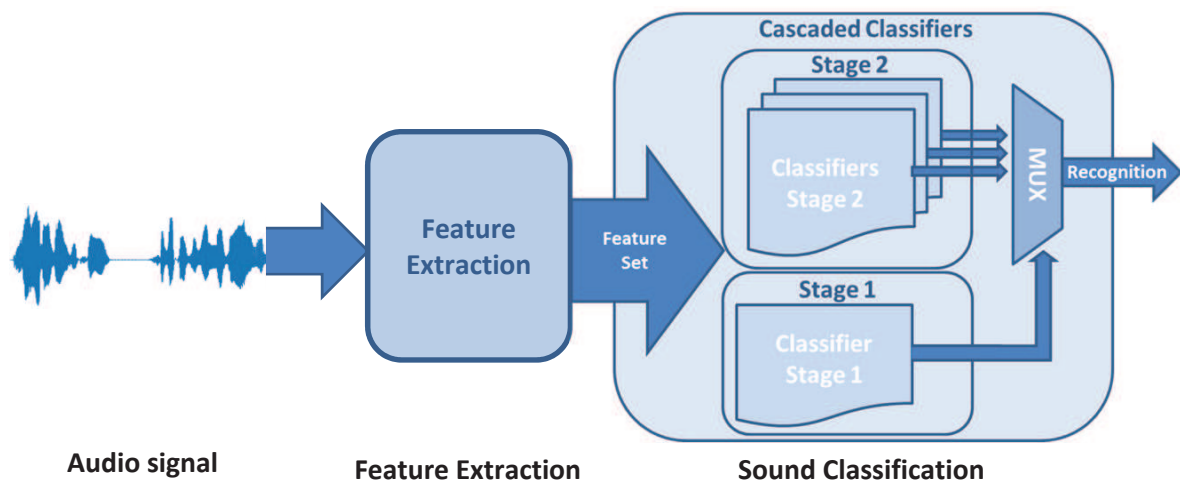 Cascaded Classifiers
Stage 2
Classifiers
Stage 2
MUX
Recognition
Feature
Extraction
Feature
Set
Stage 1
Classifier
Stage 1
Audio signal
Feature Extraction
Sound Classification